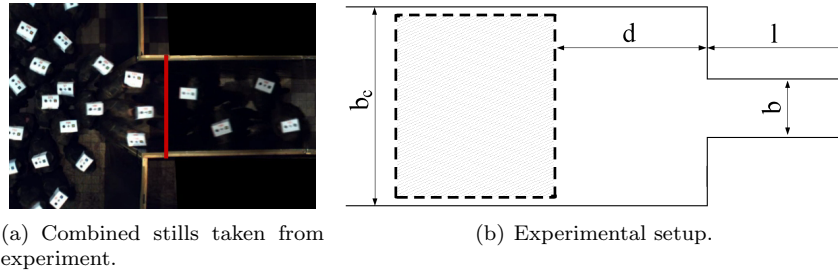 d
l
b_c
b
(a) Combined stills taken from
experiment.
(b) Experimental setup.